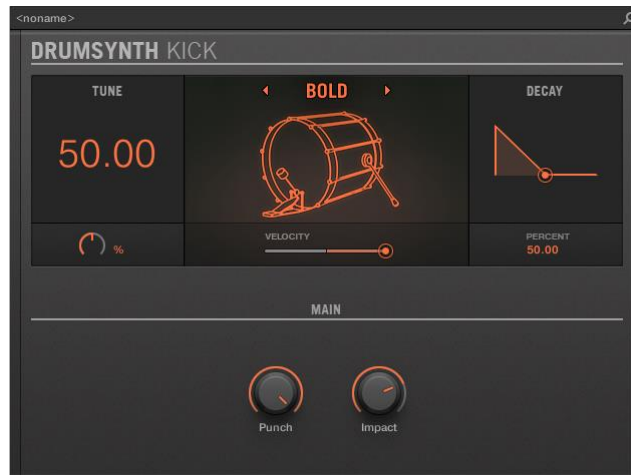 <noname>
DRUMSYNTH KICK
TUNE
BOLD
DECAY
50.00
%
VELOCITY
PERCENT
50.00
MAIN
Punch
Impact